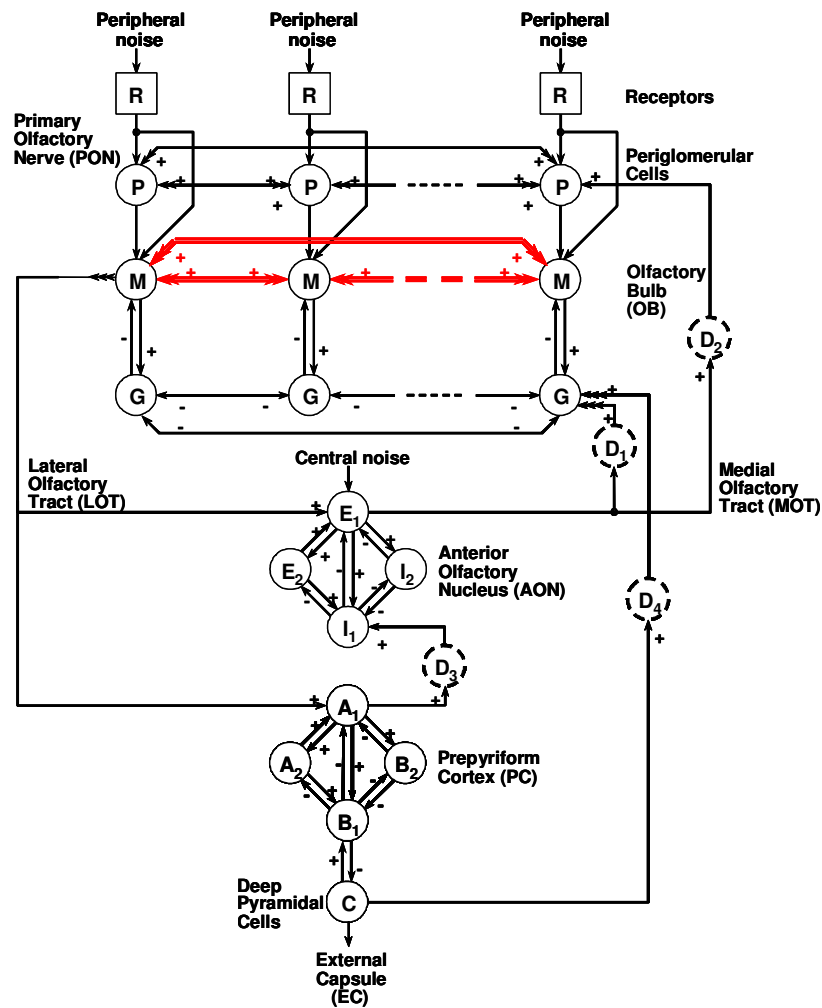 Peripheral
noise
Peripheral
noise
Peripheral
noise
R
R
R
Receptors
Primary
Olfactory
Nerve (PON)
+
+
Periglomerular
Cells
P
+
+
+
P
+
+
+
P
+
+
+
M
+
+
M
+
+
M
Olfactory
Bulb
(OB)
D2
-
+
-
+
-
+
+
G
-
-
G
-
-
G
+
+
-
-
D1
Lateral
Olfactory
Tract (LOT)
Central noise
Medial
Olfactory
Tract (MOT)
+
E1
+
+
-
+
-
+
E2
I2
Anterior
Olfactory
Nucleus (AON)
+
-
-
-
I1
+
D4
+
D3
+
A1
+
+
+
-
+
-
+
A2
B2
Prepyriform
Cortex (PC)
+
-
-
-
B1
+
-
Deep
Pyramidal
Cells
C
External
Capsule
(EC)